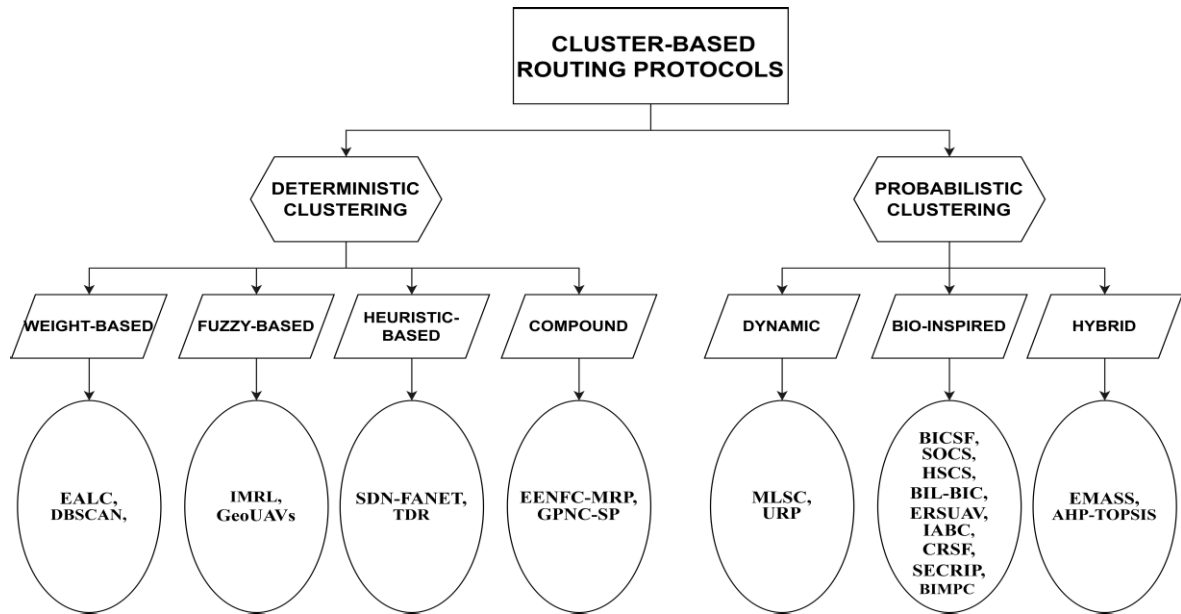 CLUSTER-BASED
ROUTING PROTOCOLS
DETERMINISTIC
CLUSTERING
PROBABILISTIC
CLUSTERING
WEIGHT-BASED
FUZZY-BASED
HEURISTIC-
BASED
COMPOUND
DYNAMIC
BIO-INSPIRED
HYBRID
EALC,
DBSCAN,
IMRL,
GeoUAVs
SDN-FANET,
TDR
EENFC-MRP,
GPNC-SP
MLSC,
URP
BICSF,
SOCS,
HSCS,
BIL-BIC,
ERSUAV,
IABC,
CRSF,
SECRIP,
BIMPC
EMASS,
AHP-TOPSIS